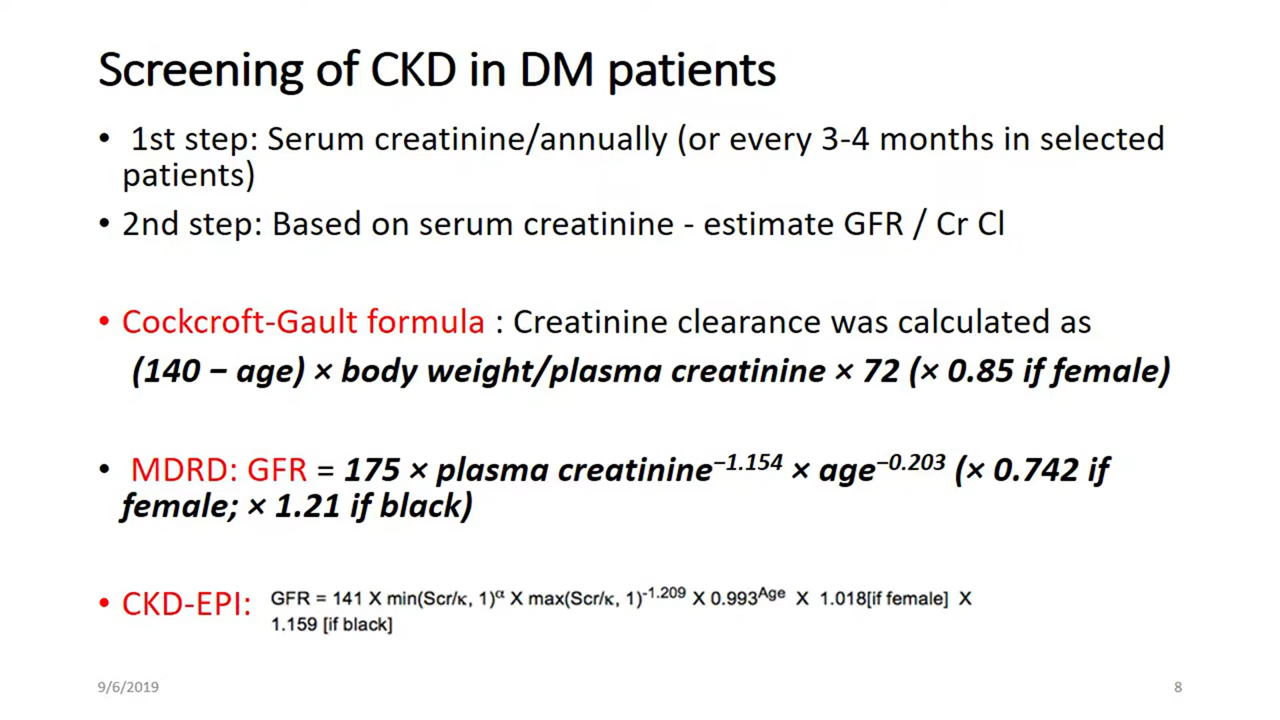 Screening of CKD in DM patients
• 1st step: Serum creatinine/annually (or every 3-4 months in selected
patients)
• 2nd step: Based on serum creatinine - estimate GFR / Cr Cl
• Cockcroft-Gault formula : Creatinine clearance was calculated as
(140 − age) × body weight/plasma creatinine × 72 (× 0.85 if female)
• MDRD: GFR = 175 × plasma creatinine⁻¹·¹⁵⁴ × age⁻⁰·²⁰³ (× 0.742 if
female; × 1.21 if black)
• CKD-EPI: GFR = 141 X min(Scr/κ, 1)^α X max(Scr/κ, 1)^-1.209 X 0.993^Age X 1.018[if female] X
1.159 [if black]
9/6/2019 8